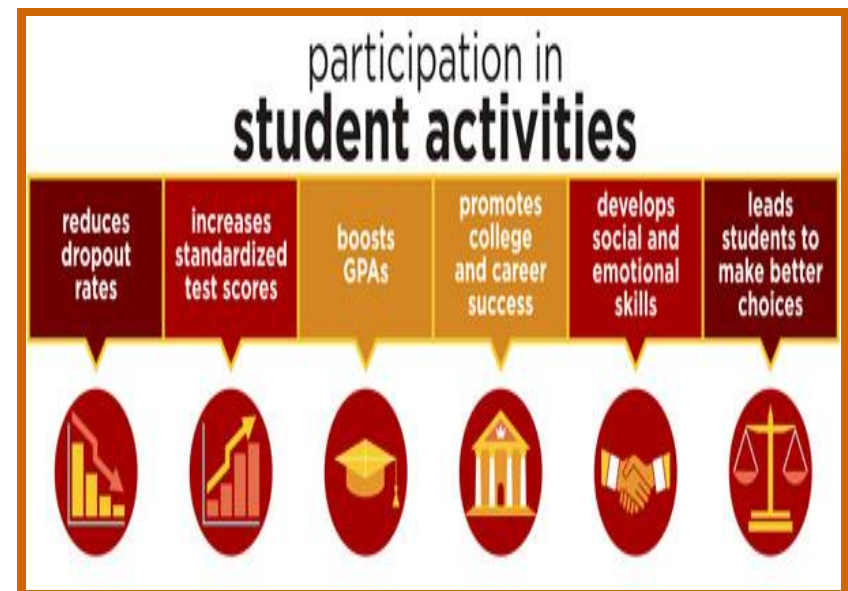 participation in
student activities
reduces
dropout
rates
increases
standardized
test scores
boosts
GPAs
promotes
college
and career
success
develops
social and
emotional
skills
leads
students to
make better
choices